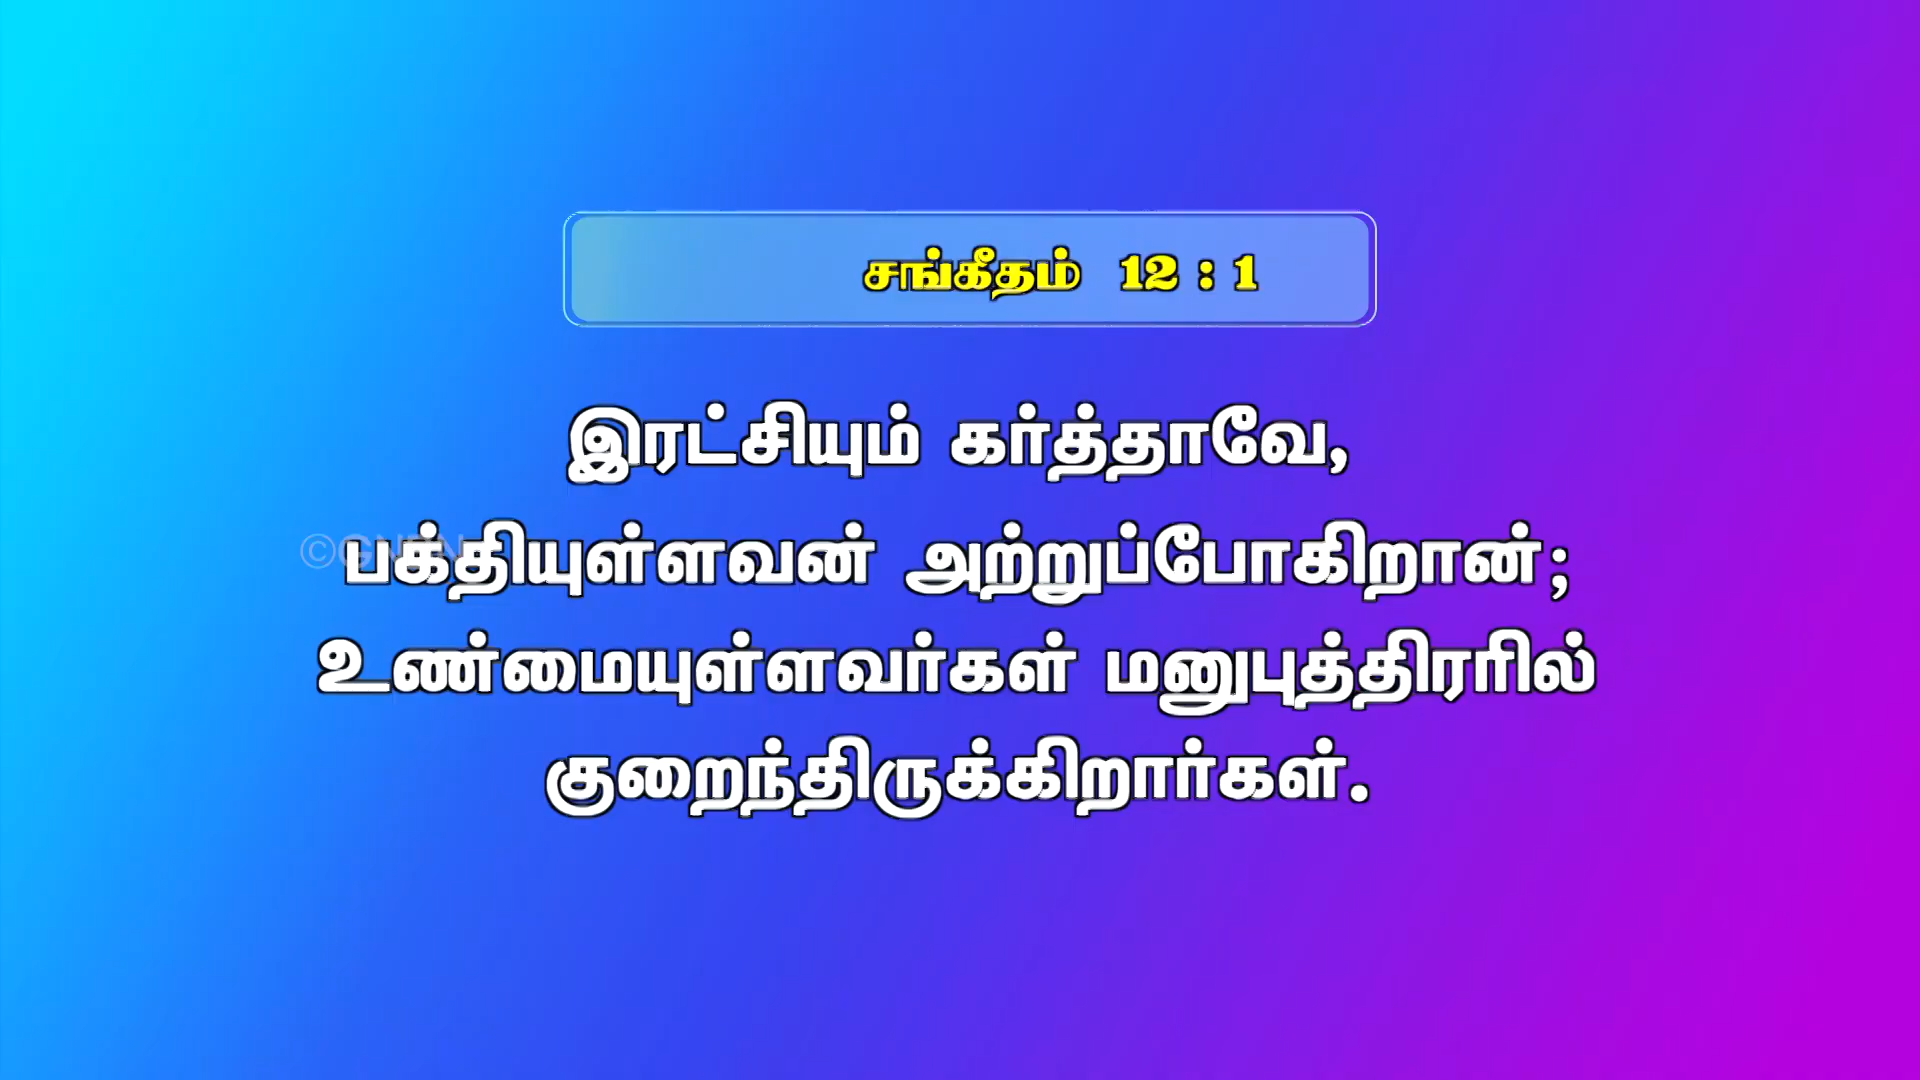 சங்கீதம் 12 : 1
இரட்சியும் கர்த்தாவே,
பக்தியுள்ளவன் அற்றுப்போகிறான்;
உண்மையுள்ளவர்கள் மனுபுத்திரரில்
குறைந்திருக்கிறார்கள்.